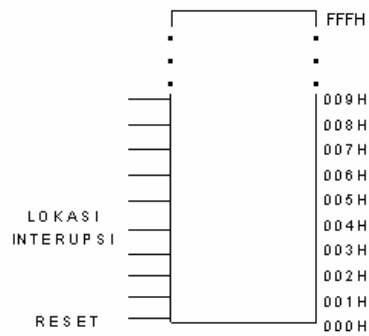 FFFH
009H
008H
007H
006H
005H
LOKASI
INTERUPSI
004H
003H
002H
001H
RESET
000H